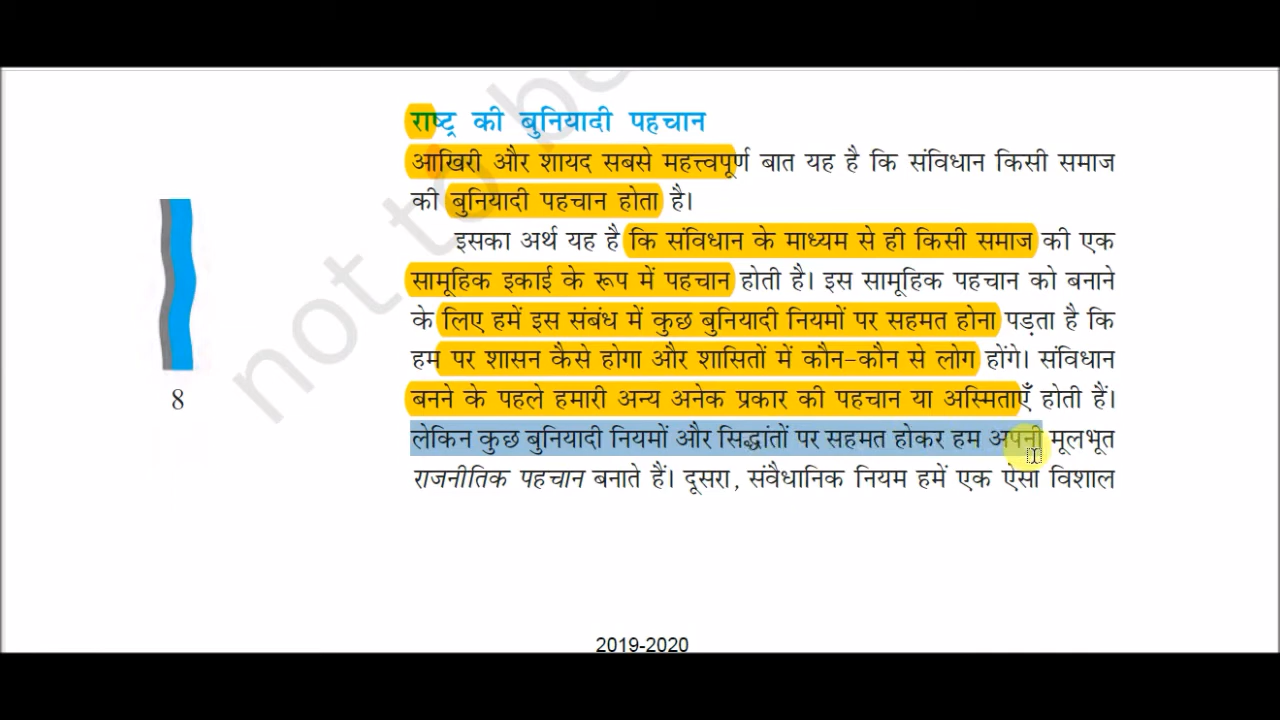 राष्ट्र की बुनियादी पहचान
आखिरी और शायद सबसे महत्त्वपूर्ण बात यह है कि संविधान किसी समाज
की बुनियादी पहचान होता है।
इसका अर्थ यह है कि संविधान के माध्यम से ही किसी समाज की एक
सामूहिक इकाई के रूप में पहचान होती है। इस सामूहिक पहचान को बनाने
के लिए हमें इस संबंध में कुछ बुनियादी नियमों पर सहमत होना पड़ता है कि
हम पर शासन कैसे होगा और शासितों में कौन-कौन से लोग होंगे। संविधान
बनने के पहले हमारी अन्य अनेक प्रकार की पहचान या अस्मिताएँ होती हैं।
लेकिन कुछ बुनियादी नियमों और सिद्धांतों पर सहमत होकर हम अपनी मूलभूत
राजनीतिक पहचान बनाते हैं। दूसरा, संवैधानिक नियम हमें एक ऐसा विशाल
8
2019-2020
not to be